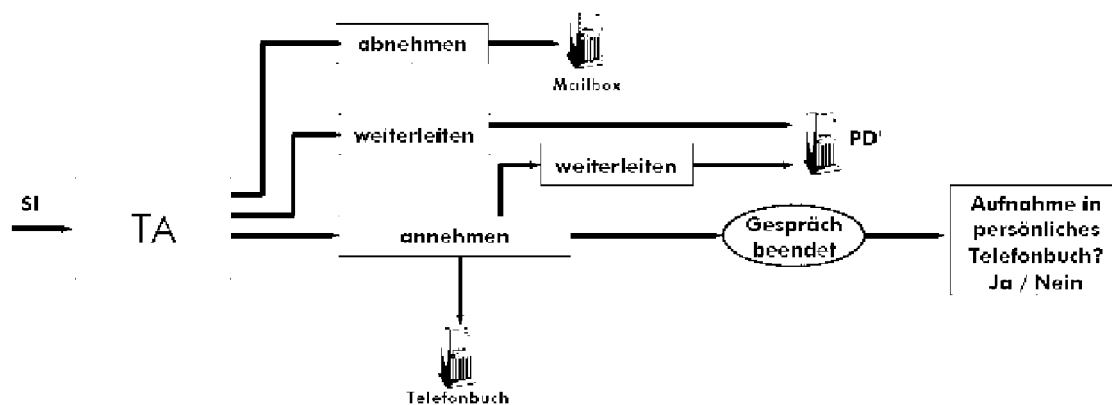 abnehmen
Mailbox
weiterleiten
PD'
weiterleiten
SI
TA
annehmen
Gespräch
beendet
Aufnahme in
persönliches
Telefonbuch?
Ja / Nein
Telefonbuch